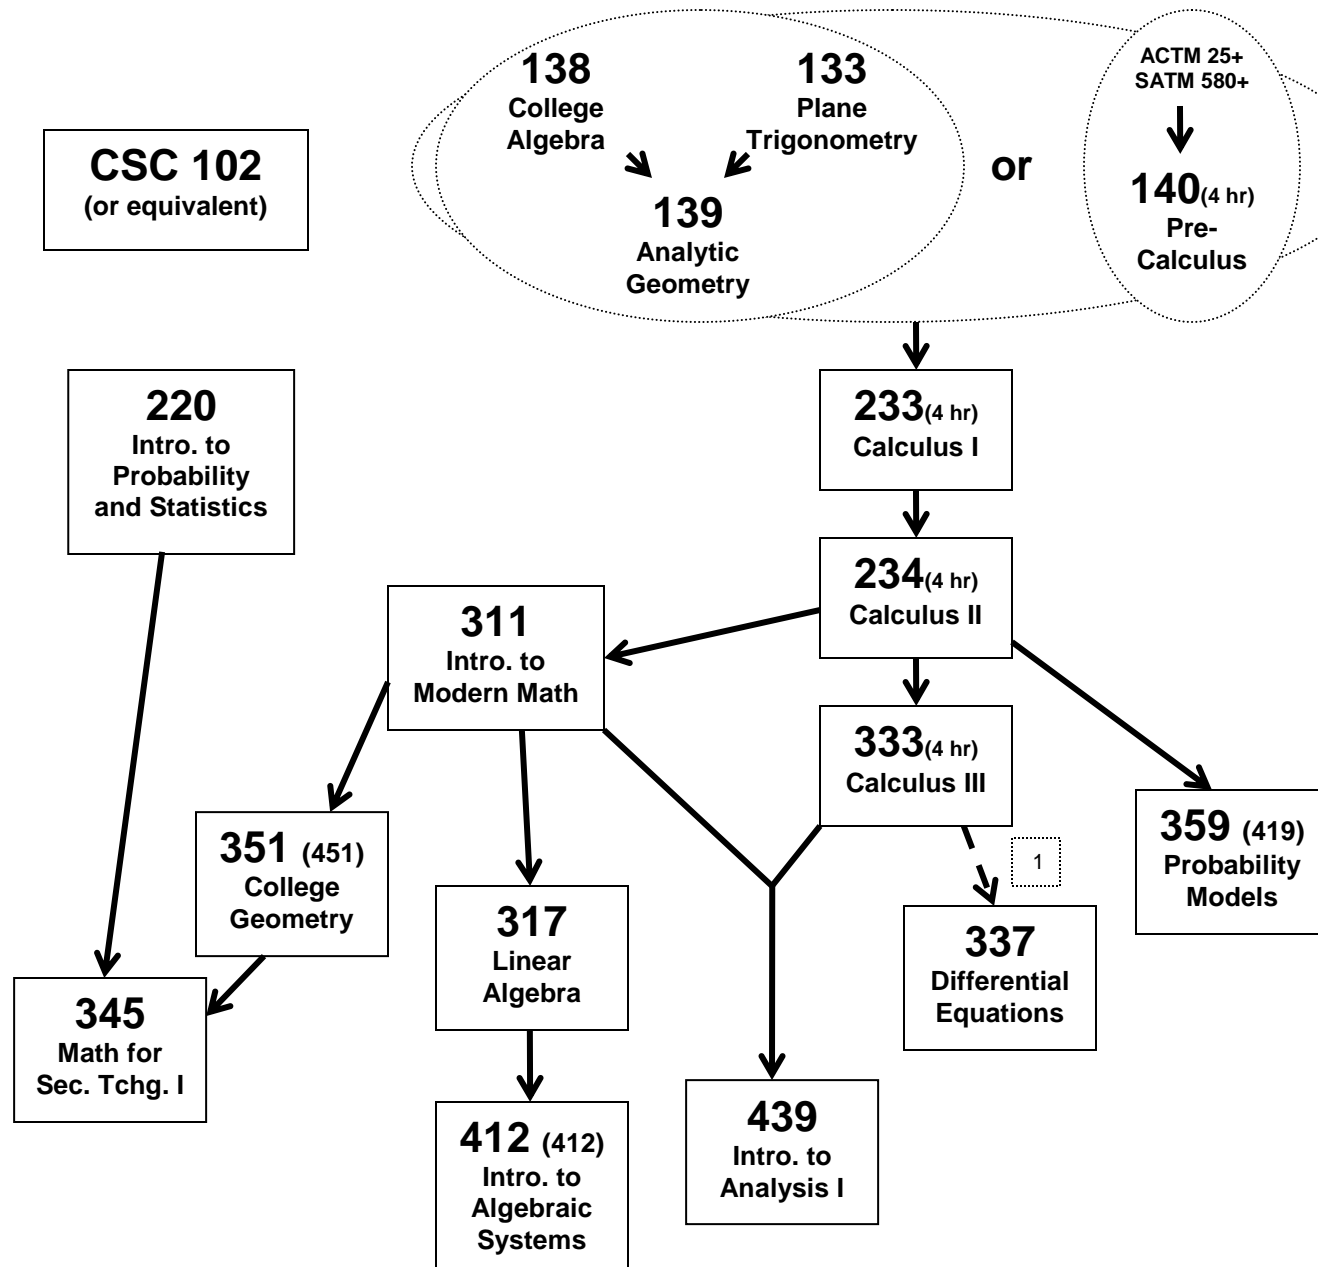 138
College
Algebra
133
Plane
Trigonometry
139
Analytic
Geometry
or
ACTM 25+
SATM 580+
140(4 hr)
Pre-
Calculus
CSC 102
(or equivalent)
220
Intro. to
Probability
and Statistics
233(4 hr)
Calculus I
234(4 hr)
Calculus II
311
Intro. to
Modern Math
333(4 hr)
Calculus III
359 (419)
Probability
Models
351 (451)
College
Geometry
1
317
Linear
Algebra
337
Differential
Equations
345
Math for
Sec. Tchg. I
439
Intro. to
Analysis I
412 (412)
Intro. to
Algebraic
Systems